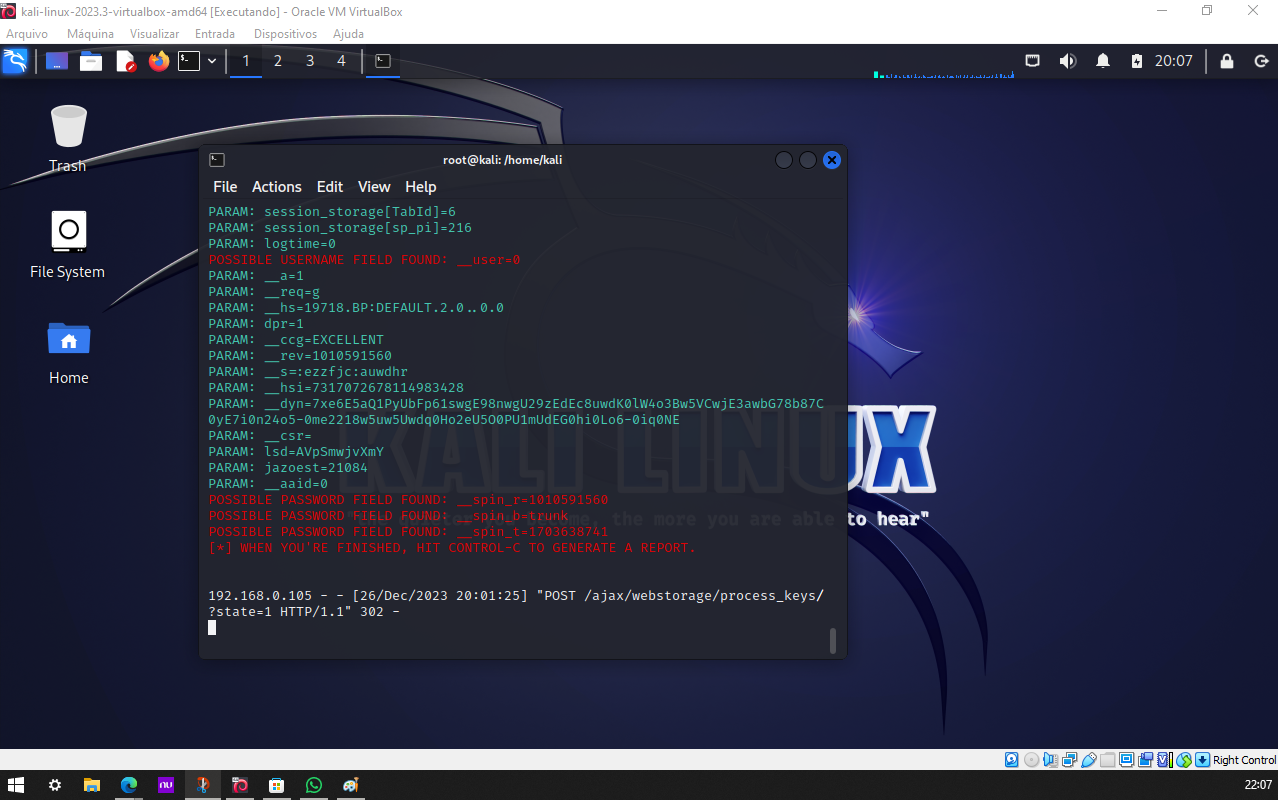 kali-linux-2023.3-virtualbox-amd64 [Executando] - Oracle VM VirtualBox
Arquivo Máquina Visualizar Entrada Dispositivos Ajuda
1 2 3 4 20:07
Trash
File System
Home
root@kali: /home/kali
File Actions Edit View Help
PARAM: session_storage[TabId]=6
PARAM: session_storage[sp_pi]=216
PARAM: logtime=0
POSSIBLE USERNAME FIELD FOUND: __user=0
PARAM: __a=1
PARAM: __req=g
PARAM: __hs=19718.BP:DEFAULT.2.0..0.0
PARAM: dpr=1
PARAM: __ccg=EXCELLENT
PARAM: __rev=1010591560
PARAM: __s=:ezzfjc:auwdhr
PARAM: __hsi=7317072678114983428
PARAM: __dyn=7xe6E5aQ1PyUbFp61swgE98nwgU29zEdEc8uwdK0lW4o3Bw5VCwjE3awbG78b87C
0yE7i0n24o5-0me2218w5uw5Uwdq0Ho2eU5O0PU1mUdEG0hi0Lo6-0iq0NE
PARAM: __csr=
PARAM: lsd=AVpSmwjvXmY
PARAM: jazoest=21084
PARAM: __aaid=0
POSSIBLE PASSWORD FIELD FOUND: __spin_r=1010591560
POSSIBLE PASSWORD FIELD FOUND: __spin_b=trunk
POSSIBLE PASSWORD FIELD FOUND: __spin_t=1703638741
[*] WHEN YOU'RE FINISHED, HIT CONTROL-C TO GENERATE A REPORT.
192.168.0.105 - - [26/Dec/2023 20:01:25] "POST /ajax/webstorage/process_keys/
?state=1 HTTP/1.1" 302 -
KALI LINUX
become, the more you are able to hear"
Right Control
nu
22:07